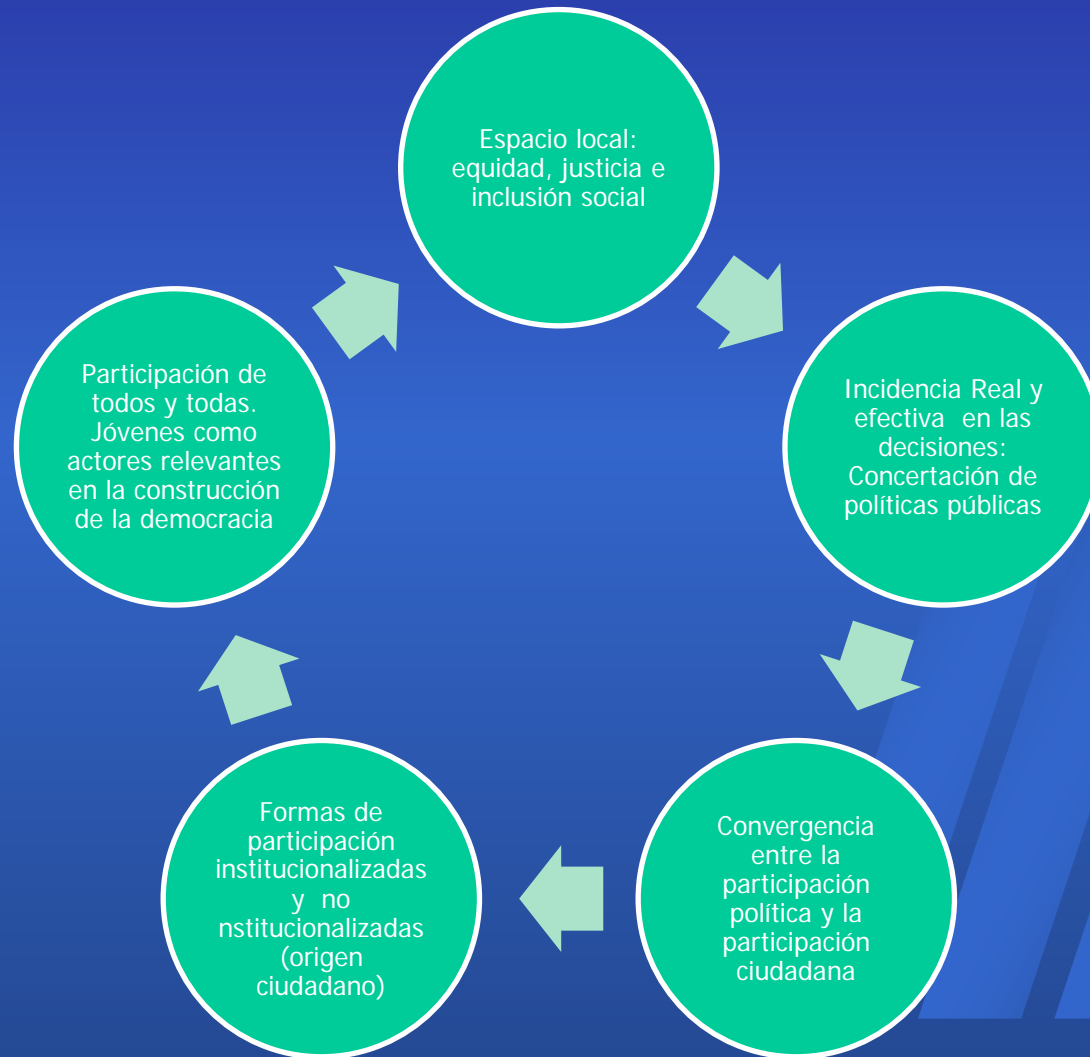 Espacio local:
equidad, justicia e
inclusión social
Incidencia Real y
efectiva en las
decisiones:
Concertación de
políticas públicas
Convergencia
entre la
participación
política y la
participación
ciudadana
Formas de
participación
institucionalizadas
y no
nstitucionalizadas
(origen
ciudadano)
Participación de
todos y todas.
Jóvenes como
actores relevantes
en la construcción
de la democracia